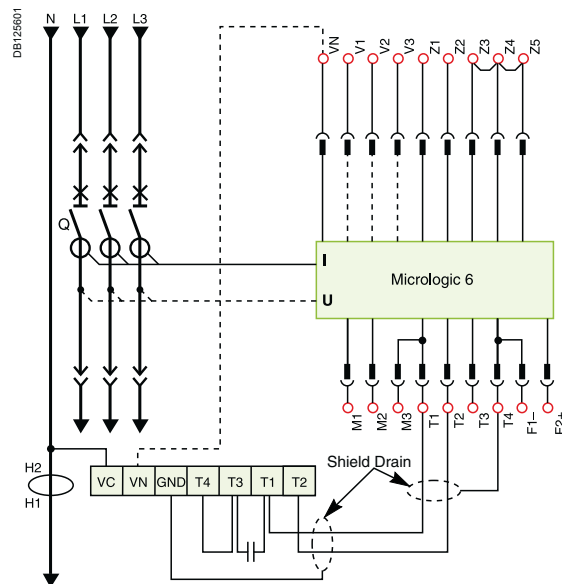 DB125601
N L1 L2 L3
VN V1 V2 V3 Z1 Z2 Z3 Z4 Z5
Q
I
Micrologic 6
U
M1 M2 M3 T1 T2 T3 T4 F1– F2+
Shield Drain
H2
H1
VC VN GND T4 T3 T1 T2